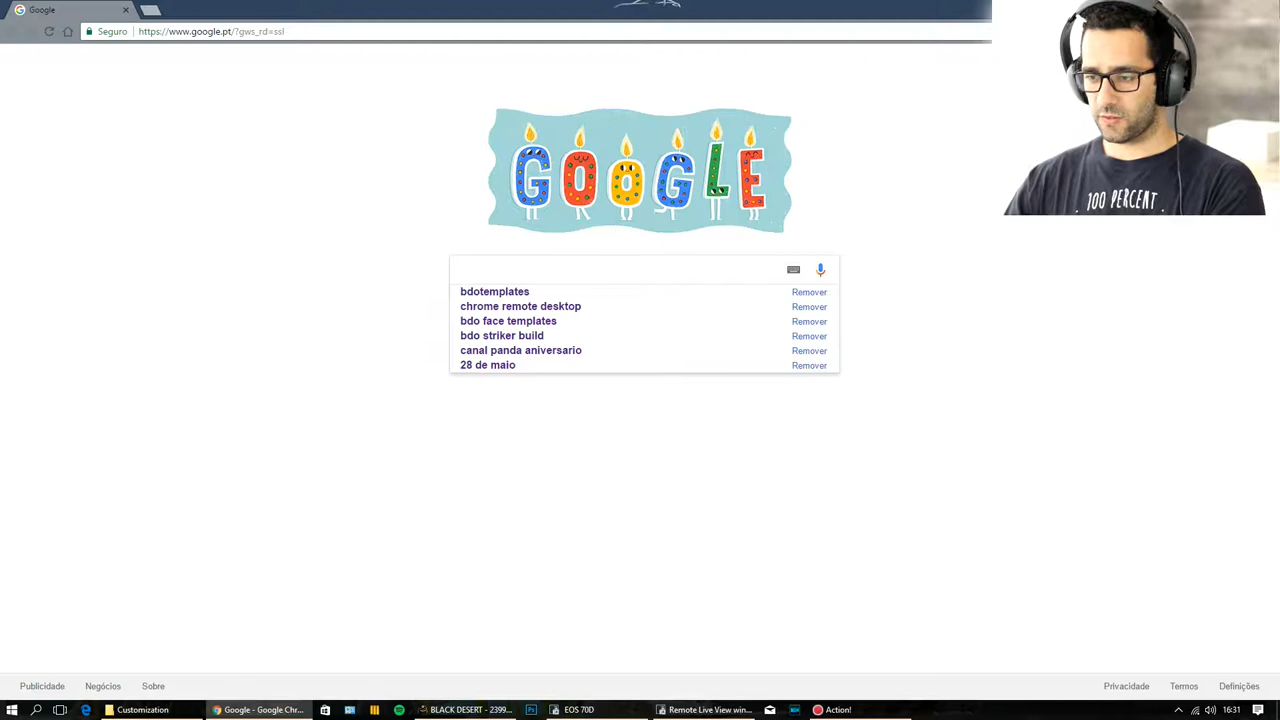 Google
Seguro https://www.google.pt/?gws_rd=ssl
100 PERCENT
GOOGLE
bdotemplates Remover
chrome remote desktop Remover
bdo face templates Remover
bdo striker build Remover
canal panda aniversario Remover
28 de maio Remover
Publicidade Negócios Sobre Privacidade Termos Definições
Customization Google - Google Chr... BLACK DESERT - 2399... EOS 70D Remote Live View win... Action! 16:31